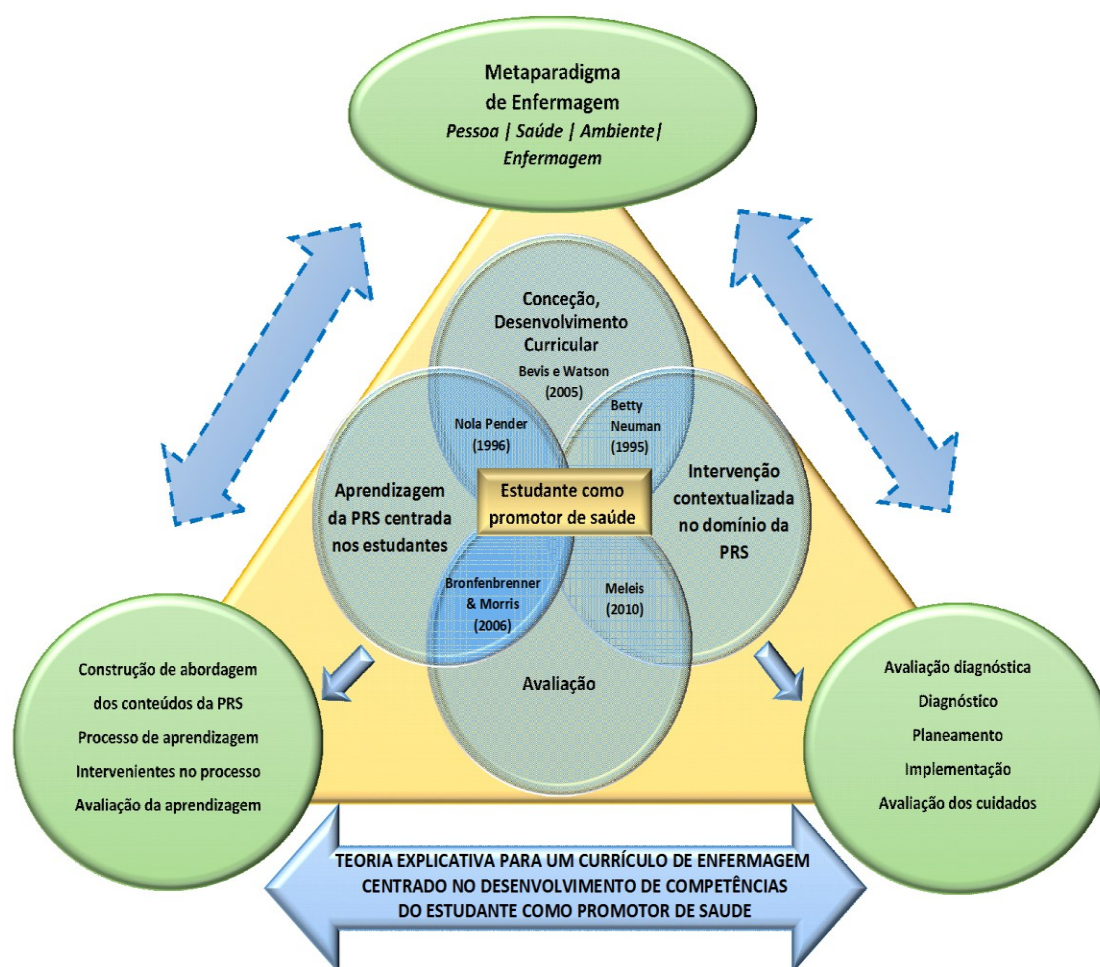 Metaparadigma
de Enfermagem
Pessoa | Saúde | Ambiente|
Enfermagem
Conceção,
Desenvolvimento
Curricular
Bevis e Watson
(2005)
Nola Pender
(1996)
Betty
Neuman
(1995)
Aprendizagem
da PRS centrada
nos estudantes
Estudante como
promotor de saúde
Intervenção
contextualizada
no domínio da
PRS
Bronfenbrenner
& Morris
(2006)
Meleis
(2010)
Avaliação
Construção de abordagem
dos conteúdos da PRS
Processo de aprendizagem
Intervenientes no processo
Avaliação da aprendizagem
Avaliação diagnóstica
Diagnóstico
Planeamento
Implementação
Avaliação dos cuidados
TEORIA EXPLICATIVA PARA UM CURRÍCULO DE ENFERMAGEM
CENTRADO NO DESENVOLVIMENTO DE COMPETÊNCIAS
DO ESTUDANTE COMO PROMOTOR DE SAUDE